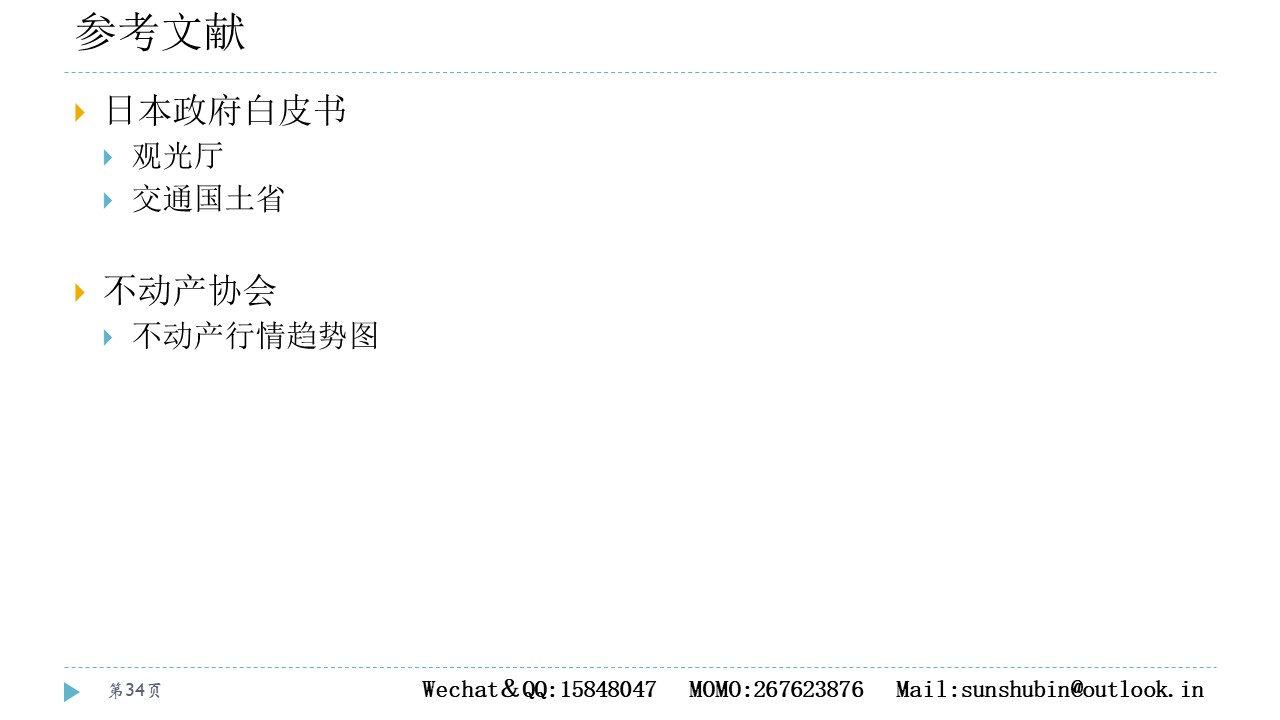 参考文献
日本政府白皮书
观光厅
交通国土省
不动产协会
不动产行情趋势图
第34页
Wechat＆QQ:15848047 MOMO:267623876 Mail:sunshubin@outlook.in